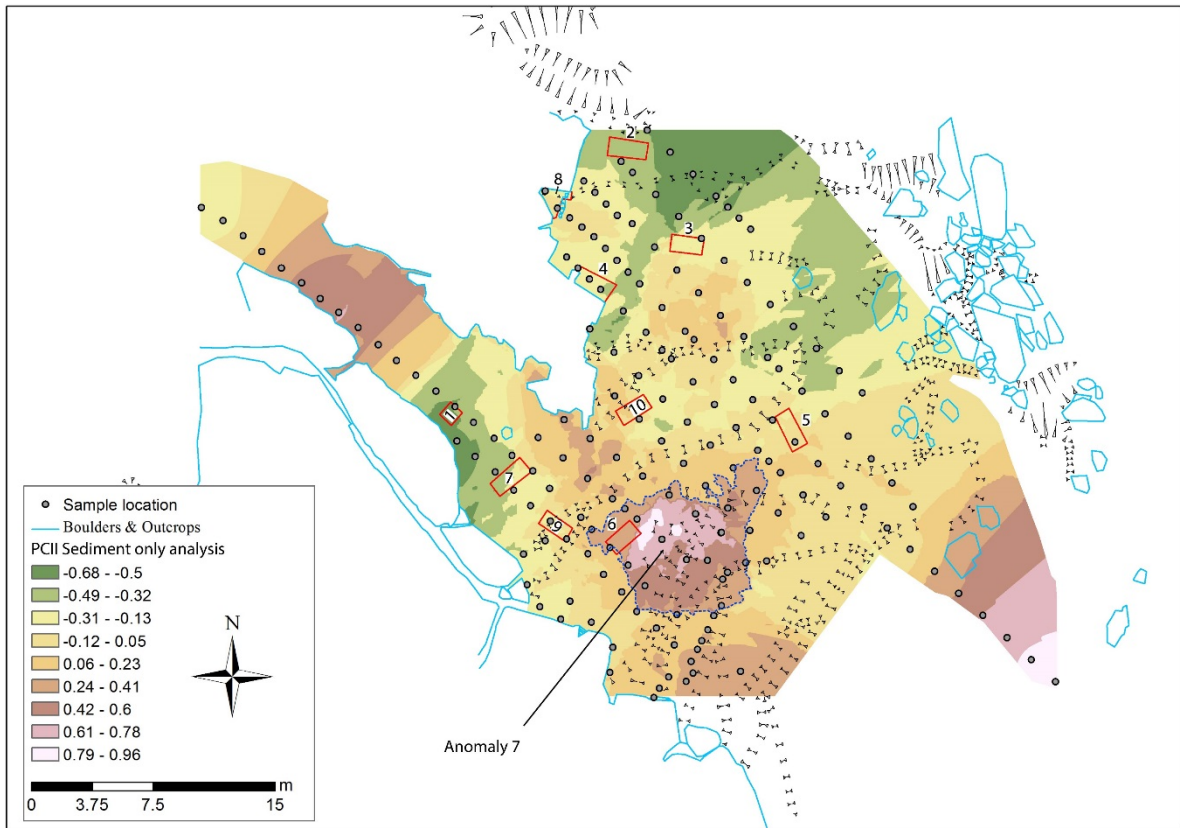 2
8
3
4
1
10
5
7
9
6
Anomaly 7
Sample location
Boulders & Outcrops
PCII Sediment only analysis
-0.68 - -0.5
-0.49 - -0.32
-0.31 - -0.13
-0.12 - 0.05
0.06 - 0.23
0.24 - 0.41
0.42 - 0.6
0.61 - 0.78
0.79 - 0.96
N
m
0 3.75 7.5 15